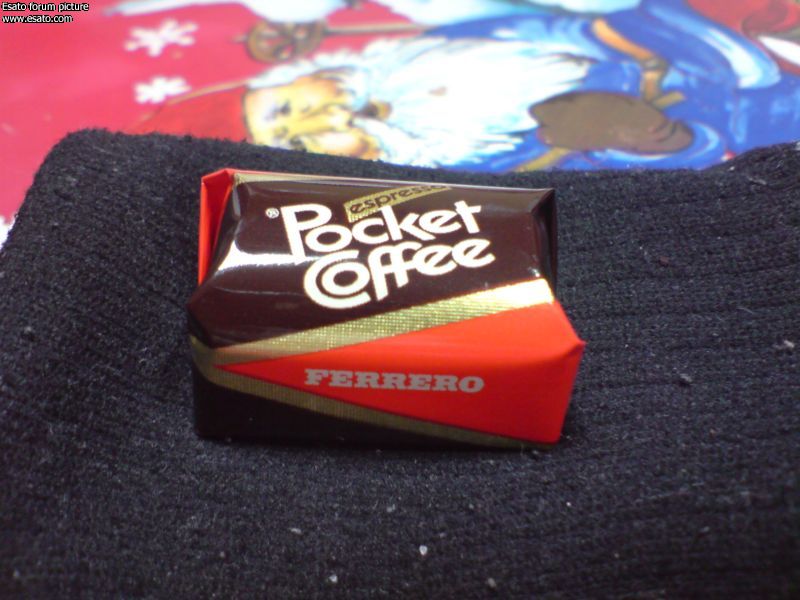 Esato forum picture
www.esato.com
espresso
®Pocket
Coffee
FERRERO